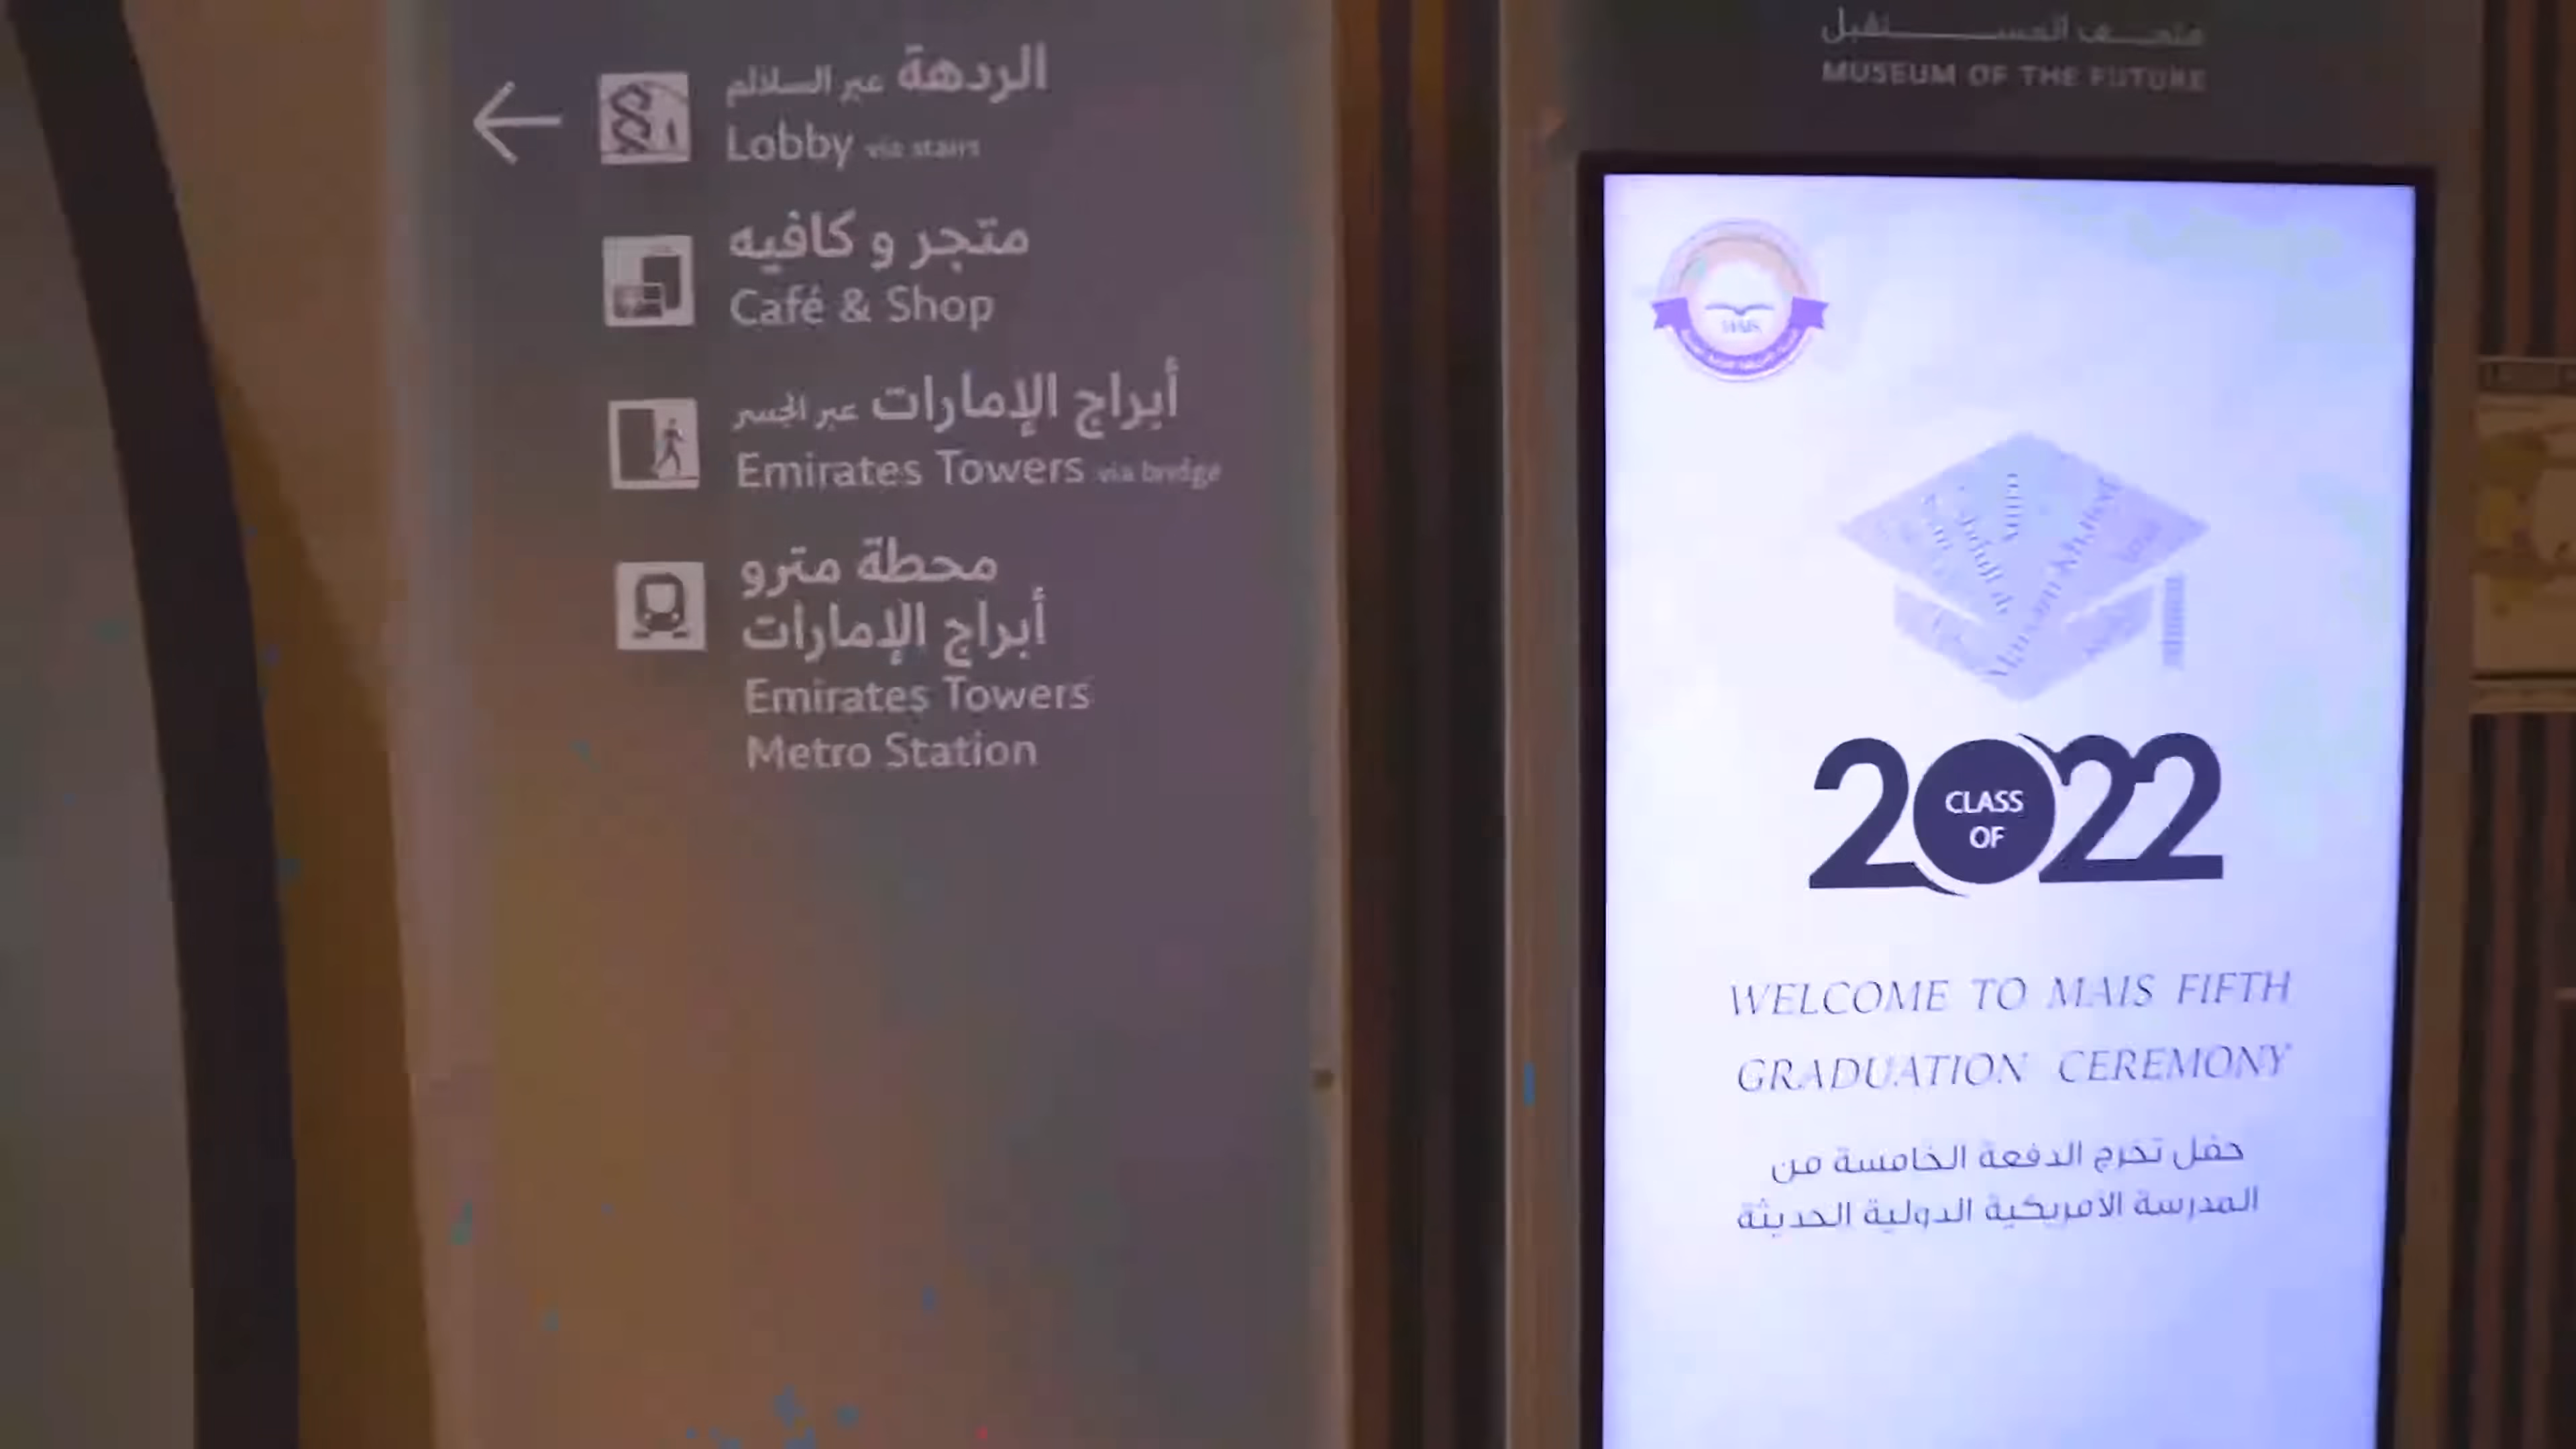 الردهة عبر السلالم
Lobby via stairs
متجر و كافيه
Café & Shop
أبراج الإمارات عبر الجسر
Emirates Towers via bridge
محطة مترو
أبراج الإمارات
Emirates Towers
Metro Station
متحف المستقبل
MUSEUM OF THE FUTURE
MAIS
2022
CLASS
OF
WELCOME TO MAIS FIFTH
GRADUATION CEREMONY
حفل تخرج الدفعة الخامسة من
المدرسة الامريكية الدولية الحديثة